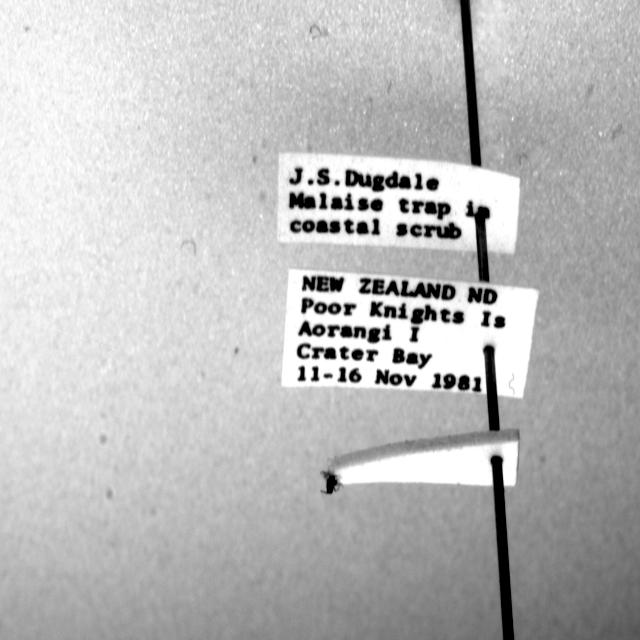 J.S.Dugdale
Malaise trap in
coastal scrub
NEW ZEALAND ND
Poor Knights Is
Aorangi I
Crater Bay
11-16 Nov 1981